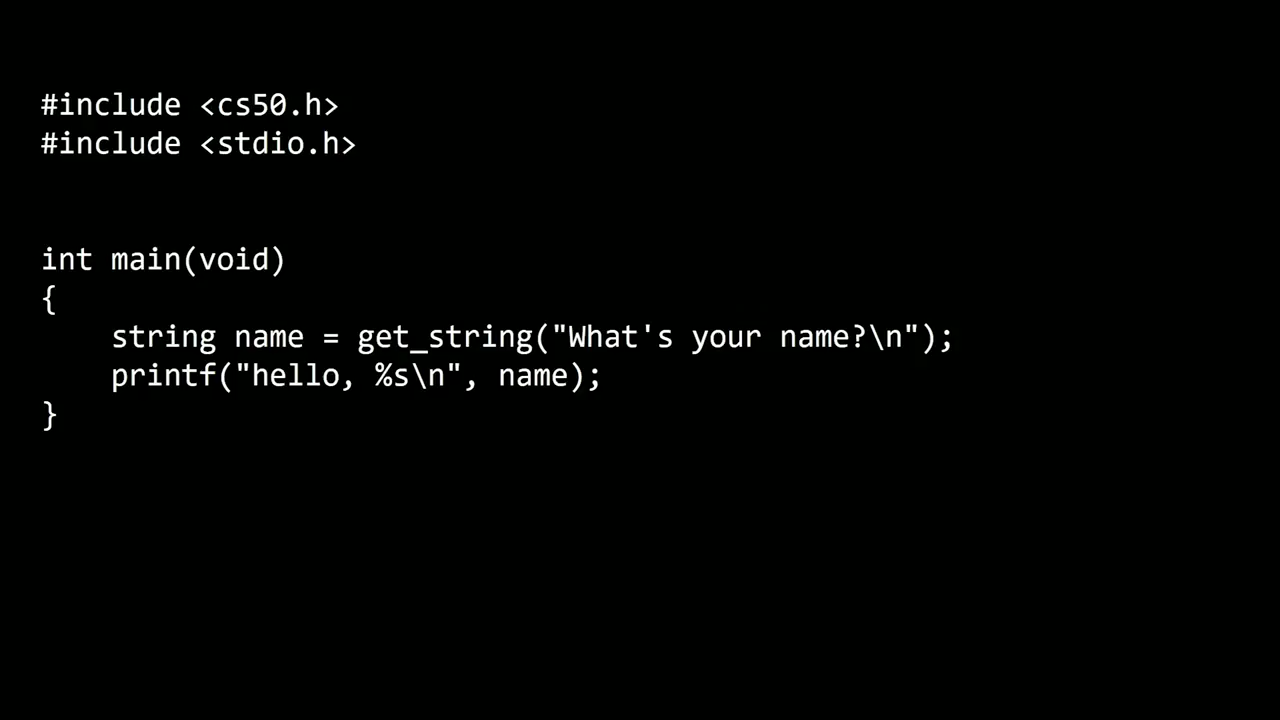 #include <cs50.h>
#include <stdio.h>
int main(void)
{
    string name = get_string("What's your name?\n");
    printf("hello, %s\n", name);
}